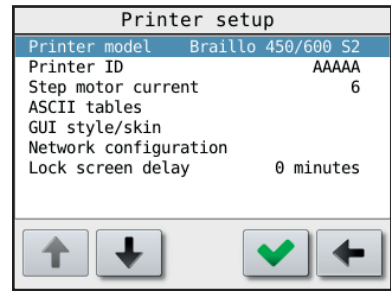 Printer setup
Printer model Braillo 450/600 S2
Printer ID AAAAA
Step motor current 6
ASCII tables
GUI style/skin
Network configuration
Lock screen delay 0 minutes